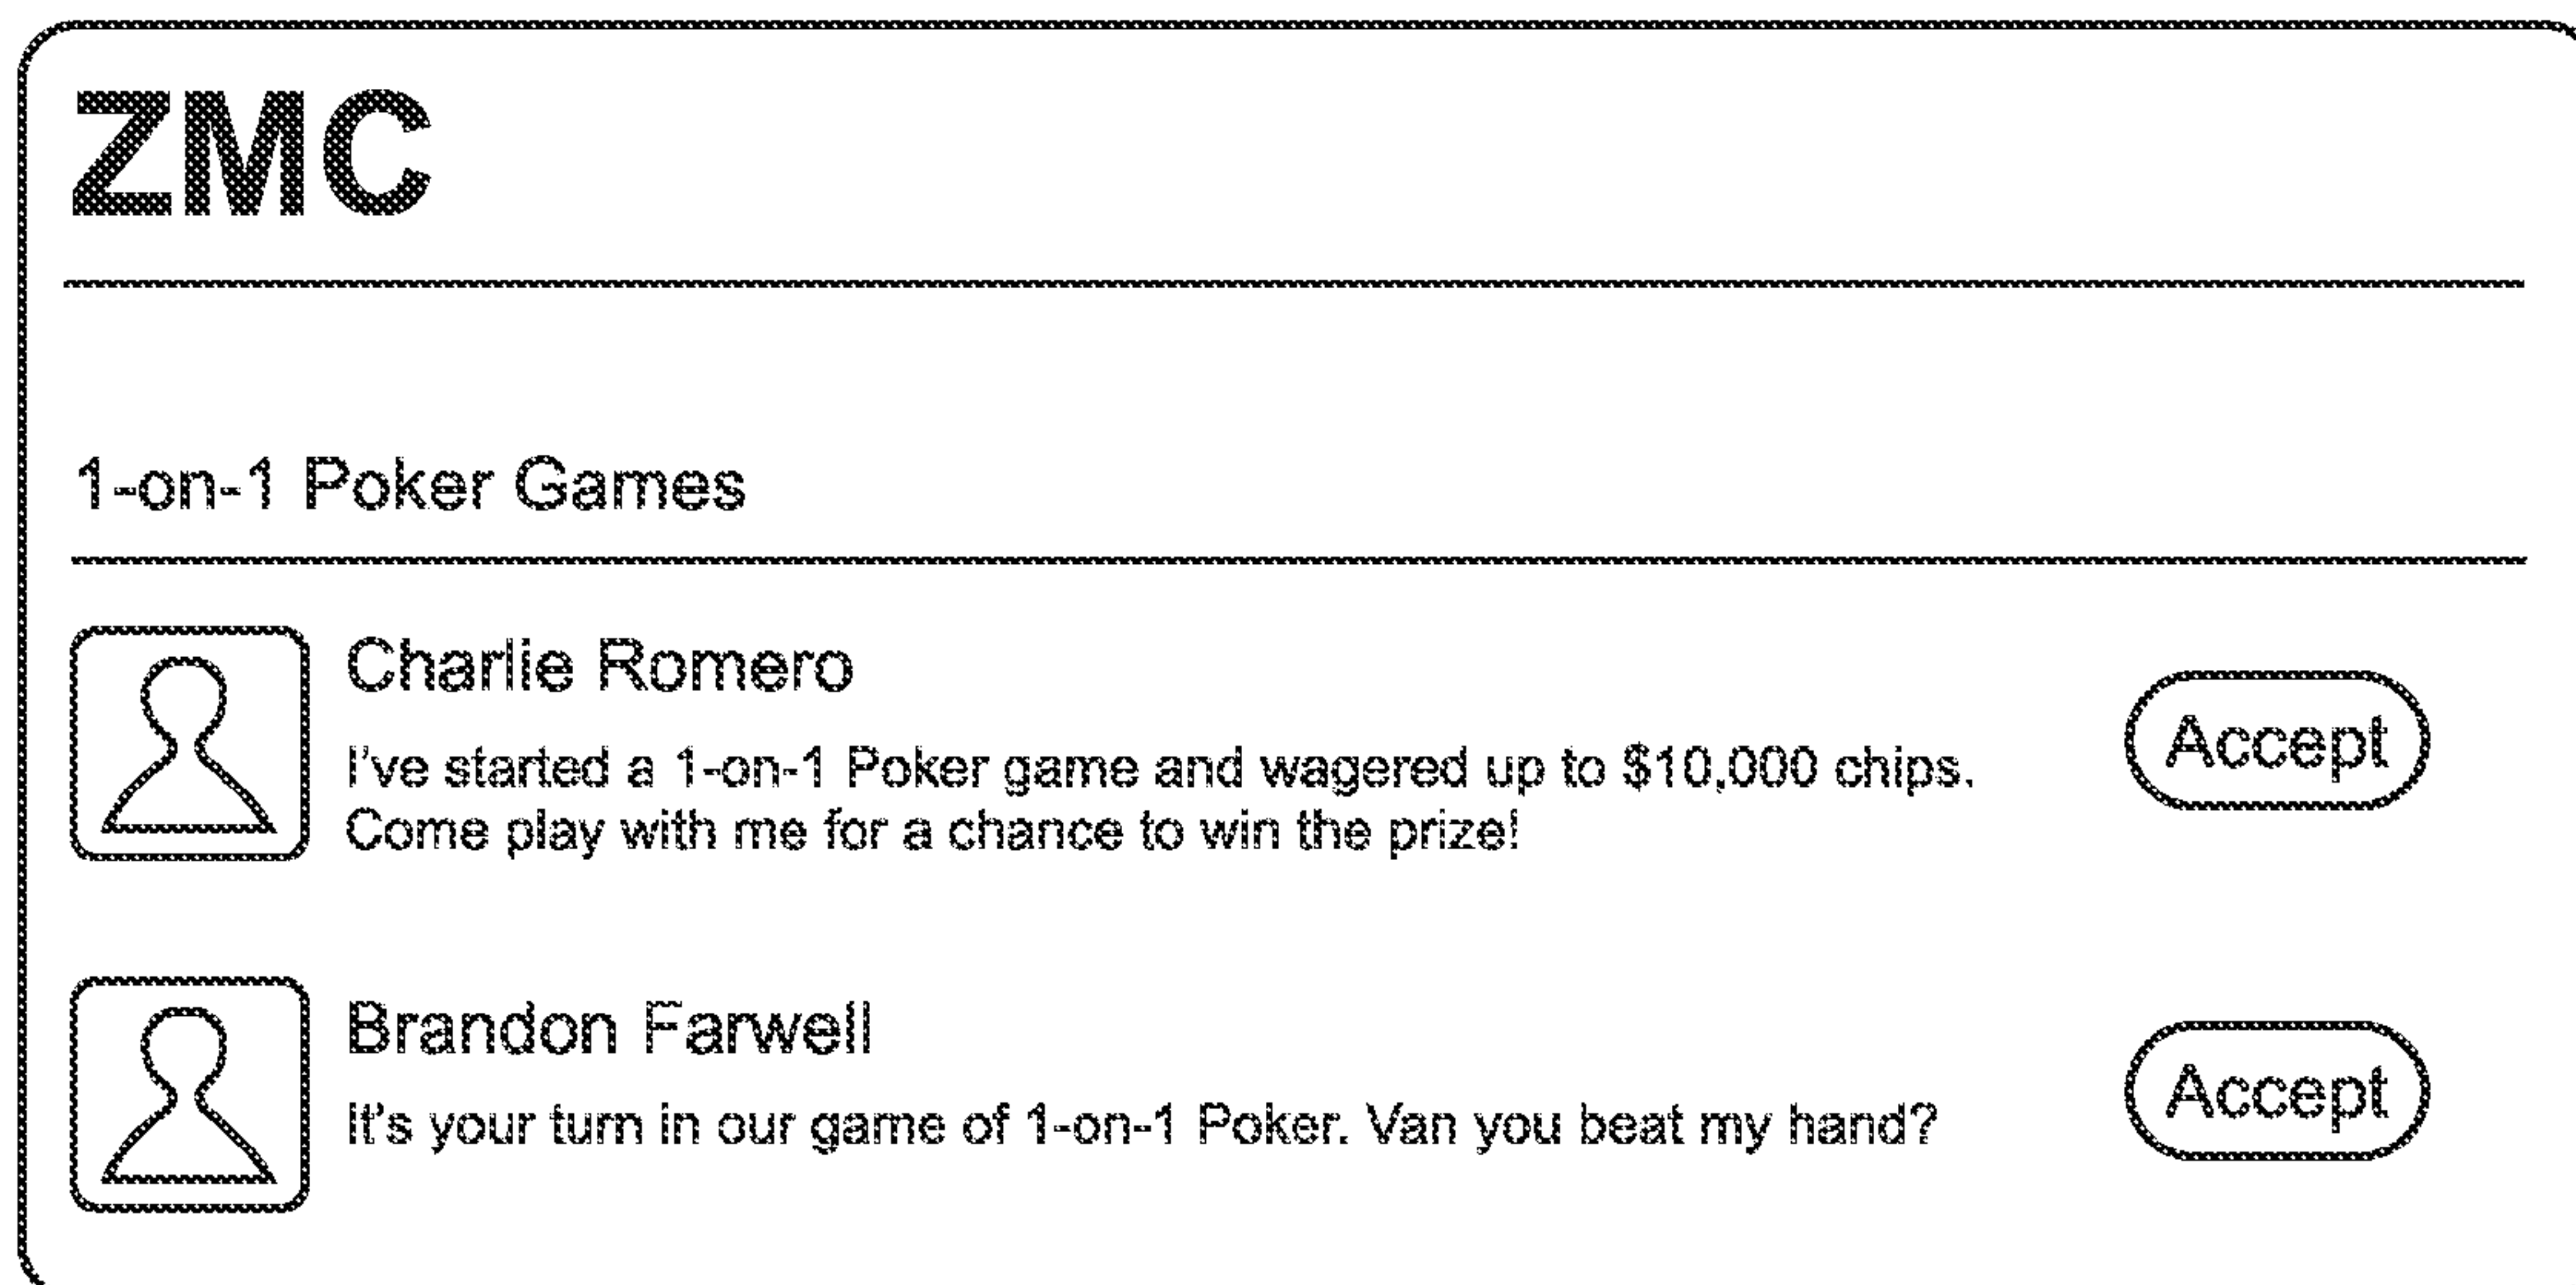 ZMC
1-on-1 Poker Games
Charlie Romero
I've started a 1-on-1 Poker game and wagered up to $10,000 chips.
Come play with me for a chance to win the prize!
Accept
Brandon Farwell
It's your turn in our game of 1-on-1 Poker. Van you beat my hand?
Accept